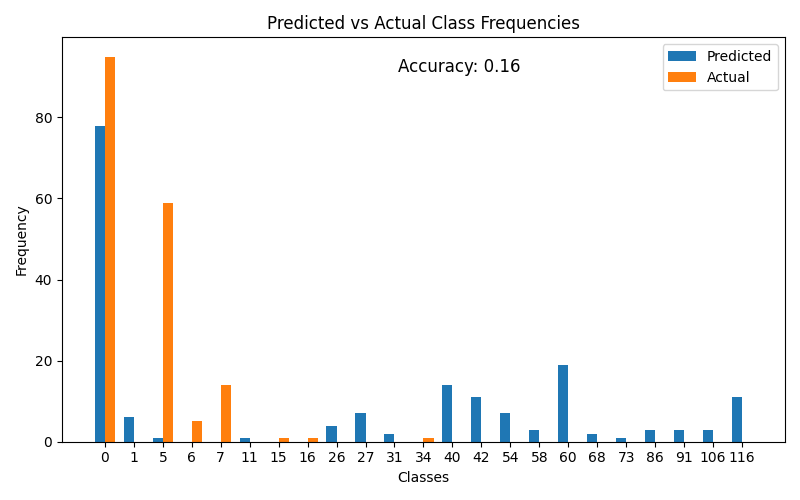 Predicted vs Actual Class Frequencies
Accuracy: 0.16
Predicted
Actual
Frequency
80
60
40
20
0
0 1 5 6 7 11 15 16 26 27 31 34 40 42 54 58 60 68 73 86 91 106 116
Classes